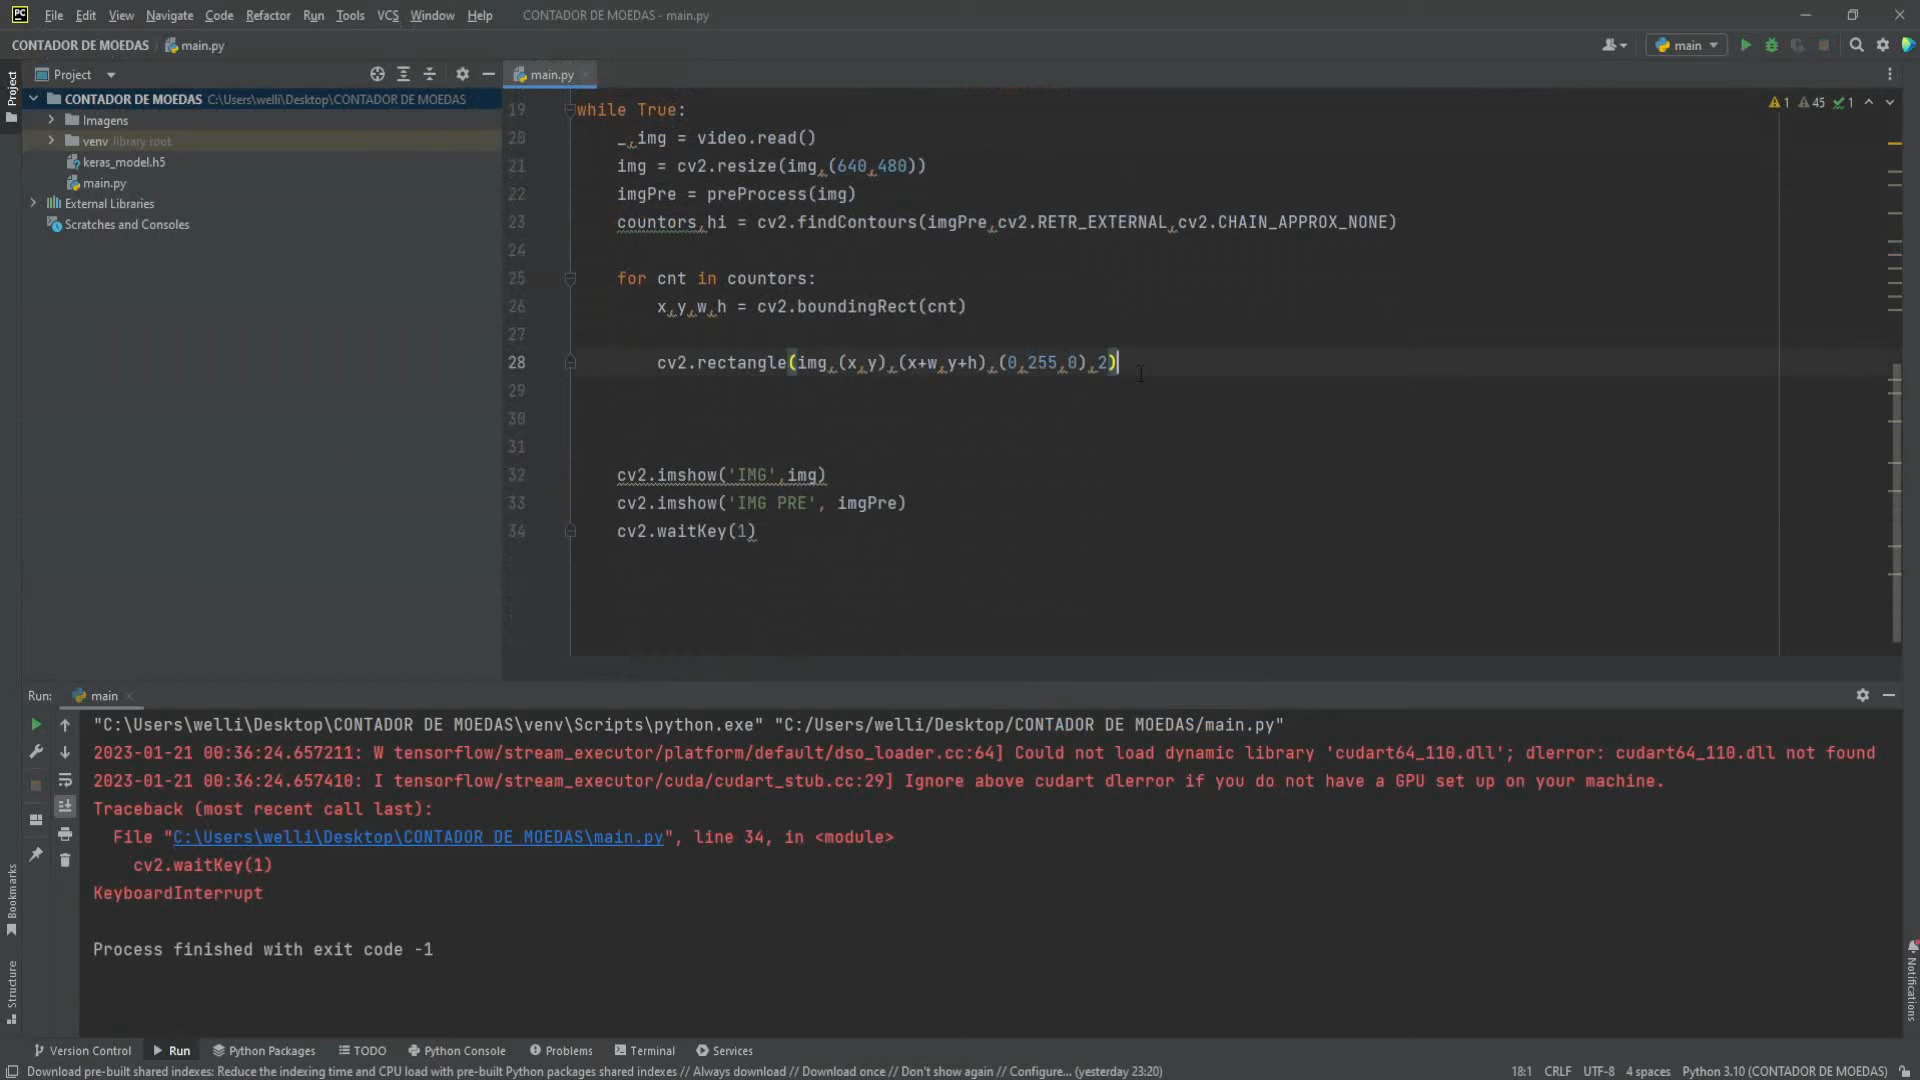 PC File Edit View Navigate Code Refactor Run Tools VCS Window Help CONTADOR DE MOEDAS - main.py
CONTADOR DE MOEDAS main.py main
Project
CONTADOR DE MOEDAS C:\Users\welli\Desktop\CONTADOR DE MOEDAS
Imagens
venv library root
keras_model.h5
main.py
External Libraries
Scratches and Consoles
Project
main.py
1 45 1
19 while True:
20 _,img = video.read()
21 img = cv2.resize(img,(640,480))
22 imgPre = preProcess(img)
23 countors,hi = cv2.findContours(imgPre,cv2.RETR_EXTERNAL,cv2.CHAIN_APPROX_NONE)
24
25 for cnt in countors:
26 x,y,w,h = cv2.boundingRect(cnt)
27
28 cv2.rectangle(img,(x,y),(x+w,y+h),(0,255,0),2)
29
30
31
32 cv2.imshow('IMG',img)
33 cv2.imshow('IMG PRE', imgPre)
34 cv2.waitKey(1)
Run: main
"C:\Users\welli\Desktop\CONTADOR DE MOEDAS\venv\Scripts\python.exe" "C:/Users/welli/Desktop/CONTADOR DE MOEDAS/main.py"
2023-01-21 00:36:24.657211: W tensorflow/stream_executor/platform/default/dso_loader.cc:64] Could not load dynamic library 'cudart64_110.dll'; dlerror: cudart64_110.dll not found
2023-01-21 00:36:24.657410: I tensorflow/stream_executor/cuda/cudart_stub.cc:29] Ignore above cudart dlerror if you do not have a GPU set up on your machine.
Traceback (most recent call last):
File "C:\Users\welli\Desktop\CONTADOR DE MOEDAS\main.py", line 34, in <module>
cv2.waitKey(1)
KeyboardInterrupt
Process finished with exit code -1
Bookmarks
Structure
Notifications
Version Control Run Python Packages TODO Python Console Problems Terminal Services
Download pre-built shared indexes: Reduce the indexing time and CPU load with pre-built Python packages shared indexes // Always download // Download once // Don't show again // Configure... (yesterday 23:20) 18:1 CRLF UTF-8 4 spaces Python 3.10 (CONTADOR DE MOEDAS)